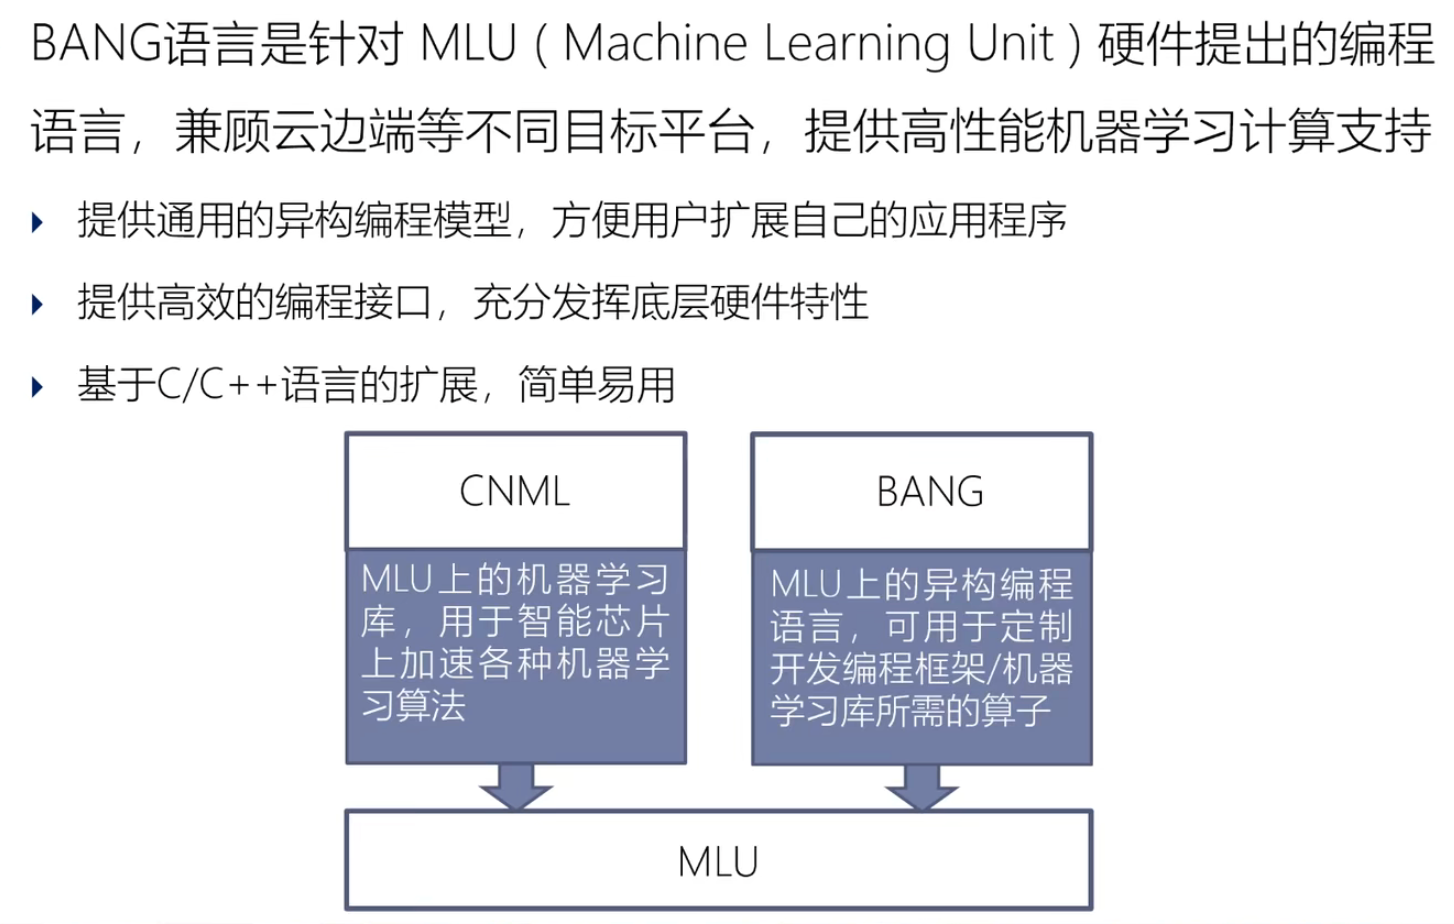 BANG语言是针对 MLU ( Machine Learning Unit ) 硬件提出的编程
语言，兼顾云边端等不同目标平台，提供高性能机器学习计算支持
提供通用的异构编程模型，方便用户扩展自己的应用程序
提供高效的编程接口，充分发挥底层硬件特性
基于C/C++语言的扩展，简单易用
CNML
MLU上的机器学习
库，用于智能芯片
上加速各种机器学
习算法
BANG
MLU上的异构编程
语言，可用于定制
开发编程框架/机器
学习库所需的算子
MLU